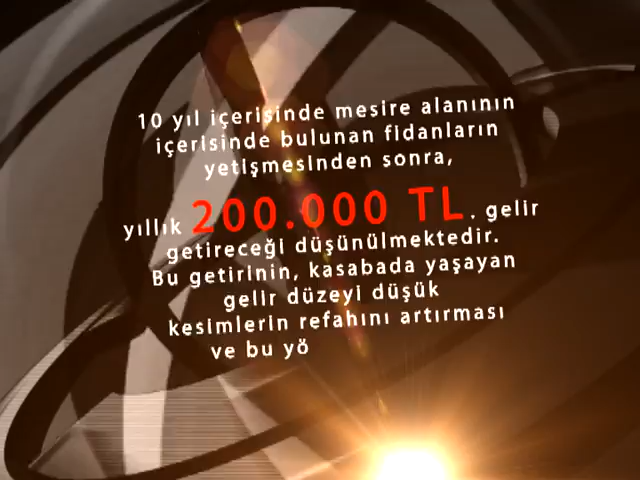 10 yıl içerisinde mesire alanının
içerisinde bulunan fidanların
yetişmesinden sonra,
yıllık 200.000 TL. gelir
getireceği düşünülmektedir.
Bu getirinin, kasabada yaşayan
gelir düzeyi düşük
kesimlerin refahını artırması
ve bu yö